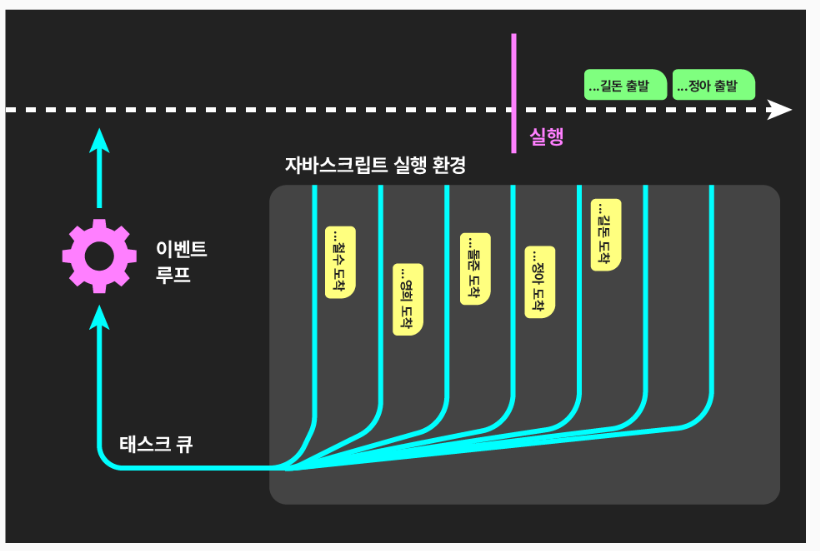 ...길돈 출발
...정아 출발
실행
자바스크립트 실행 환경
...철수 도착
...영희 도착
...돌준 도착
...정아 도착
...길돈 도착
이벤트
루프
태스크 큐